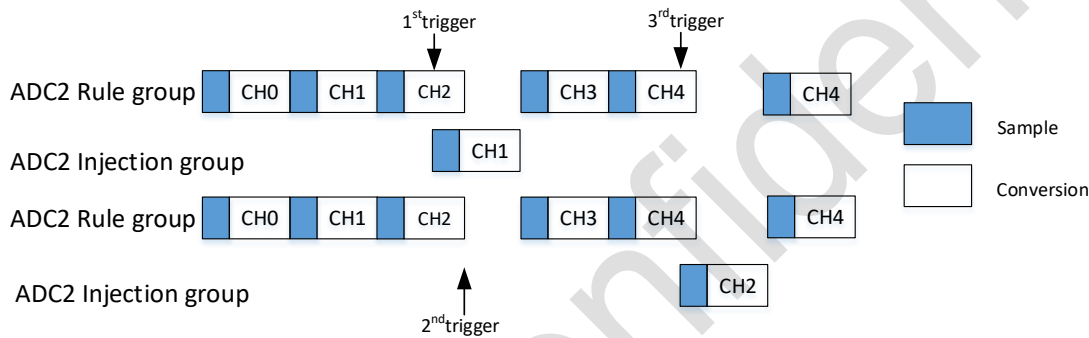 1st trigger 3rd trigger
ADC2 Rule group CH0 CH1 CH2 CH3 CH4 CH4
Sample
CH1
ADC2 Injection group
Conversion
ADC2 Rule group CH0 CH1 CH2 CH3 CH4 CH4
ADC2 Injection group CH2
2nd trigger